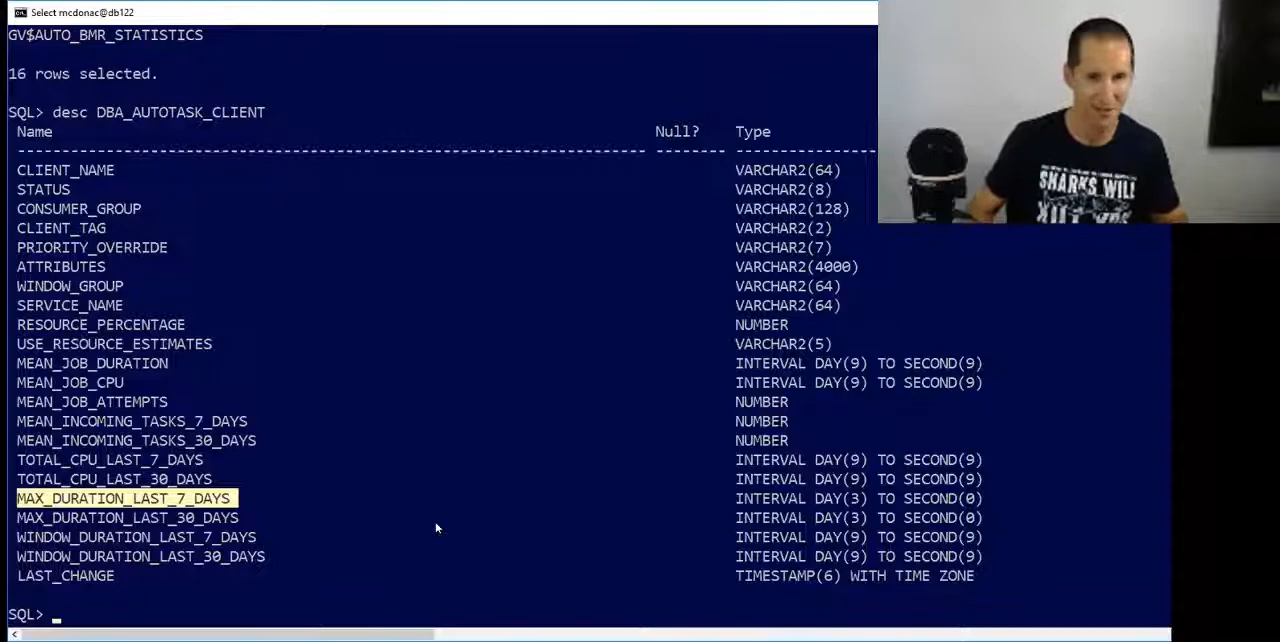 Select mcdonac@db122
GV$AUTO_BMR_STATISTICS
16 rows selected.
SQL> desc DBA_AUTOTASK_CLIENT
Name Null? Type
----------------------------------------------------------------- -------- ---------------
CLIENT_NAME VARCHAR2(64)
STATUS VARCHAR2(8)
CONSUMER_GROUP VARCHAR2(128)
CLIENT_TAG VARCHAR2(2)
PRIORITY_OVERRIDE VARCHAR2(7)
ATTRIBUTES VARCHAR2(4000)
WINDOW_GROUP VARCHAR2(64)
SERVICE_NAME VARCHAR2(64)
RESOURCE_PERCENTAGE NUMBER
USE_RESOURCE_ESTIMATES VARCHAR2(5)
MEAN_JOB_DURATION INTERVAL DAY(9) TO SECOND(9)
MEAN_JOB_CPU INTERVAL DAY(9) TO SECOND(9)
MEAN_JOB_ATTEMPTS NUMBER
MEAN_INCOMING_TASKS_7_DAYS NUMBER
MEAN_INCOMING_TASKS_30_DAYS NUMBER
TOTAL_CPU_LAST_7_DAYS INTERVAL DAY(9) TO SECOND(9)
TOTAL_CPU_LAST_30_DAYS INTERVAL DAY(9) TO SECOND(9)
MAX_DURATION_LAST_7_DAYS INTERVAL DAY(3) TO SECOND(0)
MAX_DURATION_LAST_30_DAYS INTERVAL DAY(3) TO SECOND(0)
WINDOW_DURATION_LAST_7_DAYS INTERVAL DAY(9) TO SECOND(9)
WINDOW_DURATION_LAST_30_DAYS INTERVAL DAY(9) TO SECOND(9)
LAST_CHANGE TIMESTAMP(6) WITH TIME ZONE
SQL> _
SHARKS WILL